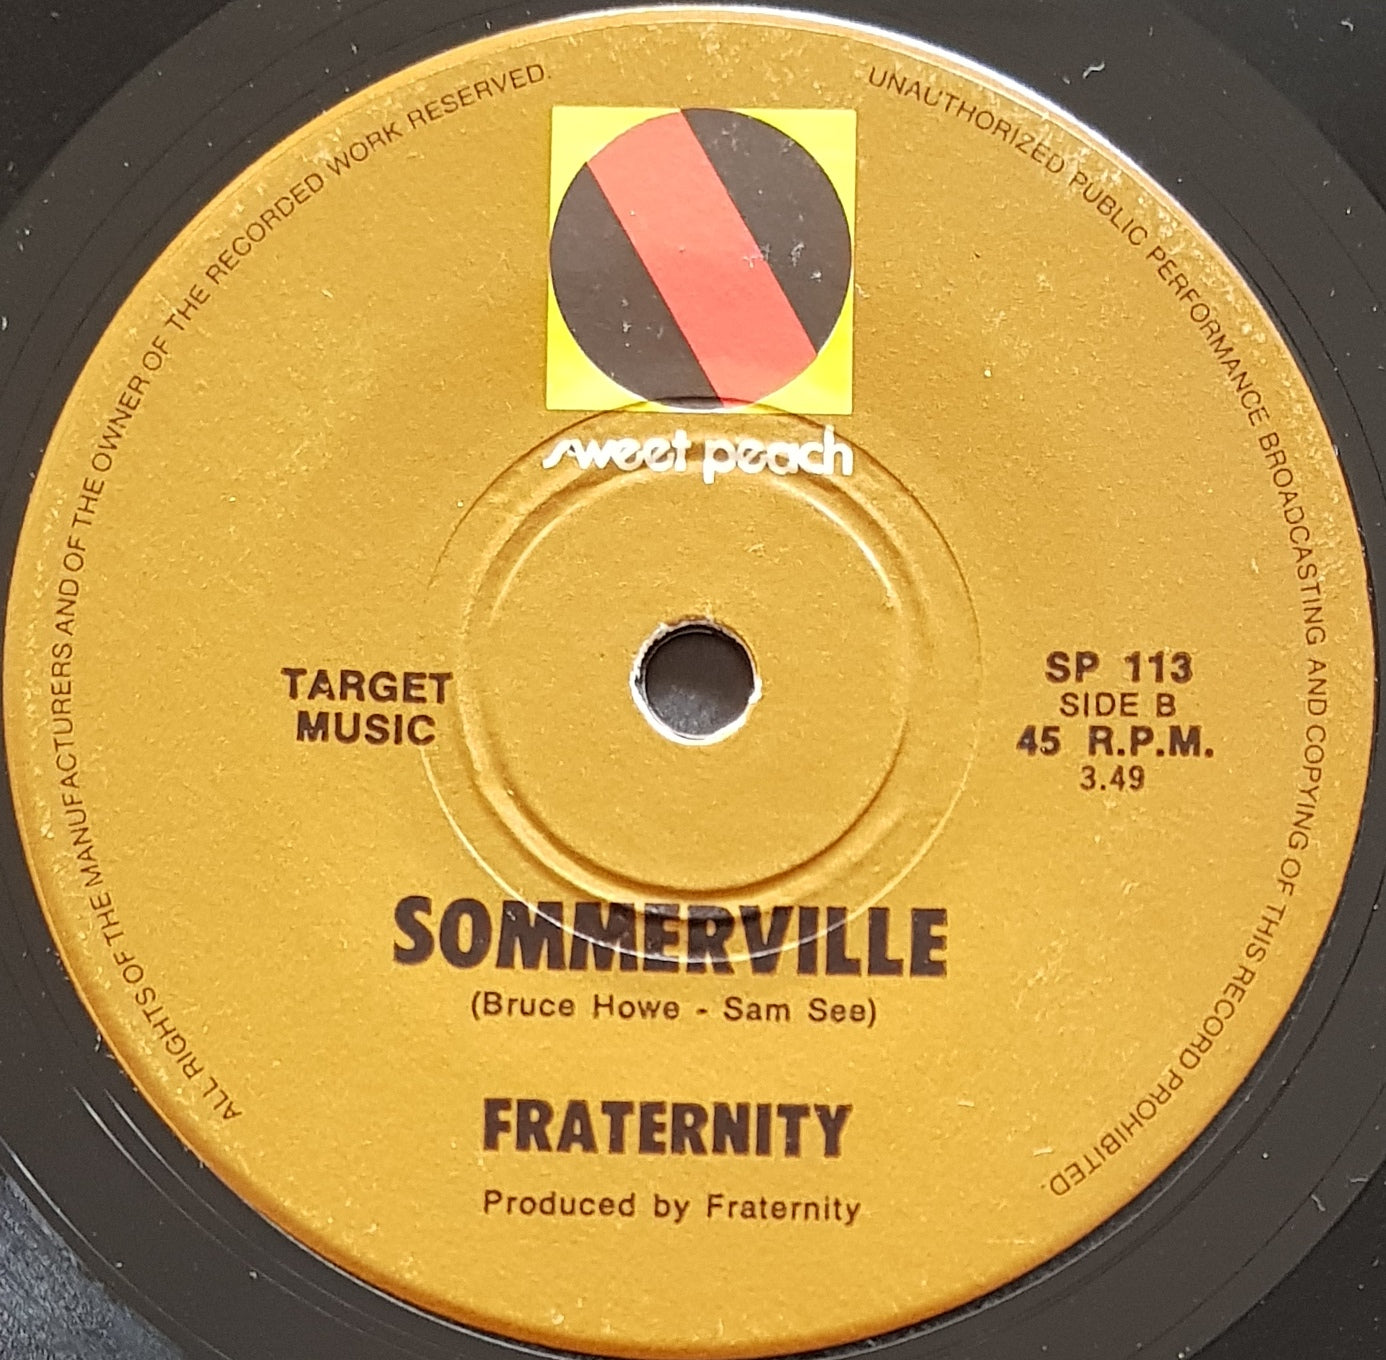 ALL RIGHTS OF THE MANUFACTURERS AND OF THE OWNER OF THE RECORDED WORK RESERVED.
UNAUTHORIZED PUBLIC PERFORMANCE BROADCASTING AND COPYING OF THIS RECORD PROHIBITED.
sweet peach
TARGET
MUSIC
SP 113
SIDE B
45 R.P.M.
3.49
SOMMERVILLE
(Bruce Howe - Sam See)
FRATERNITY
Produced by Fraternity